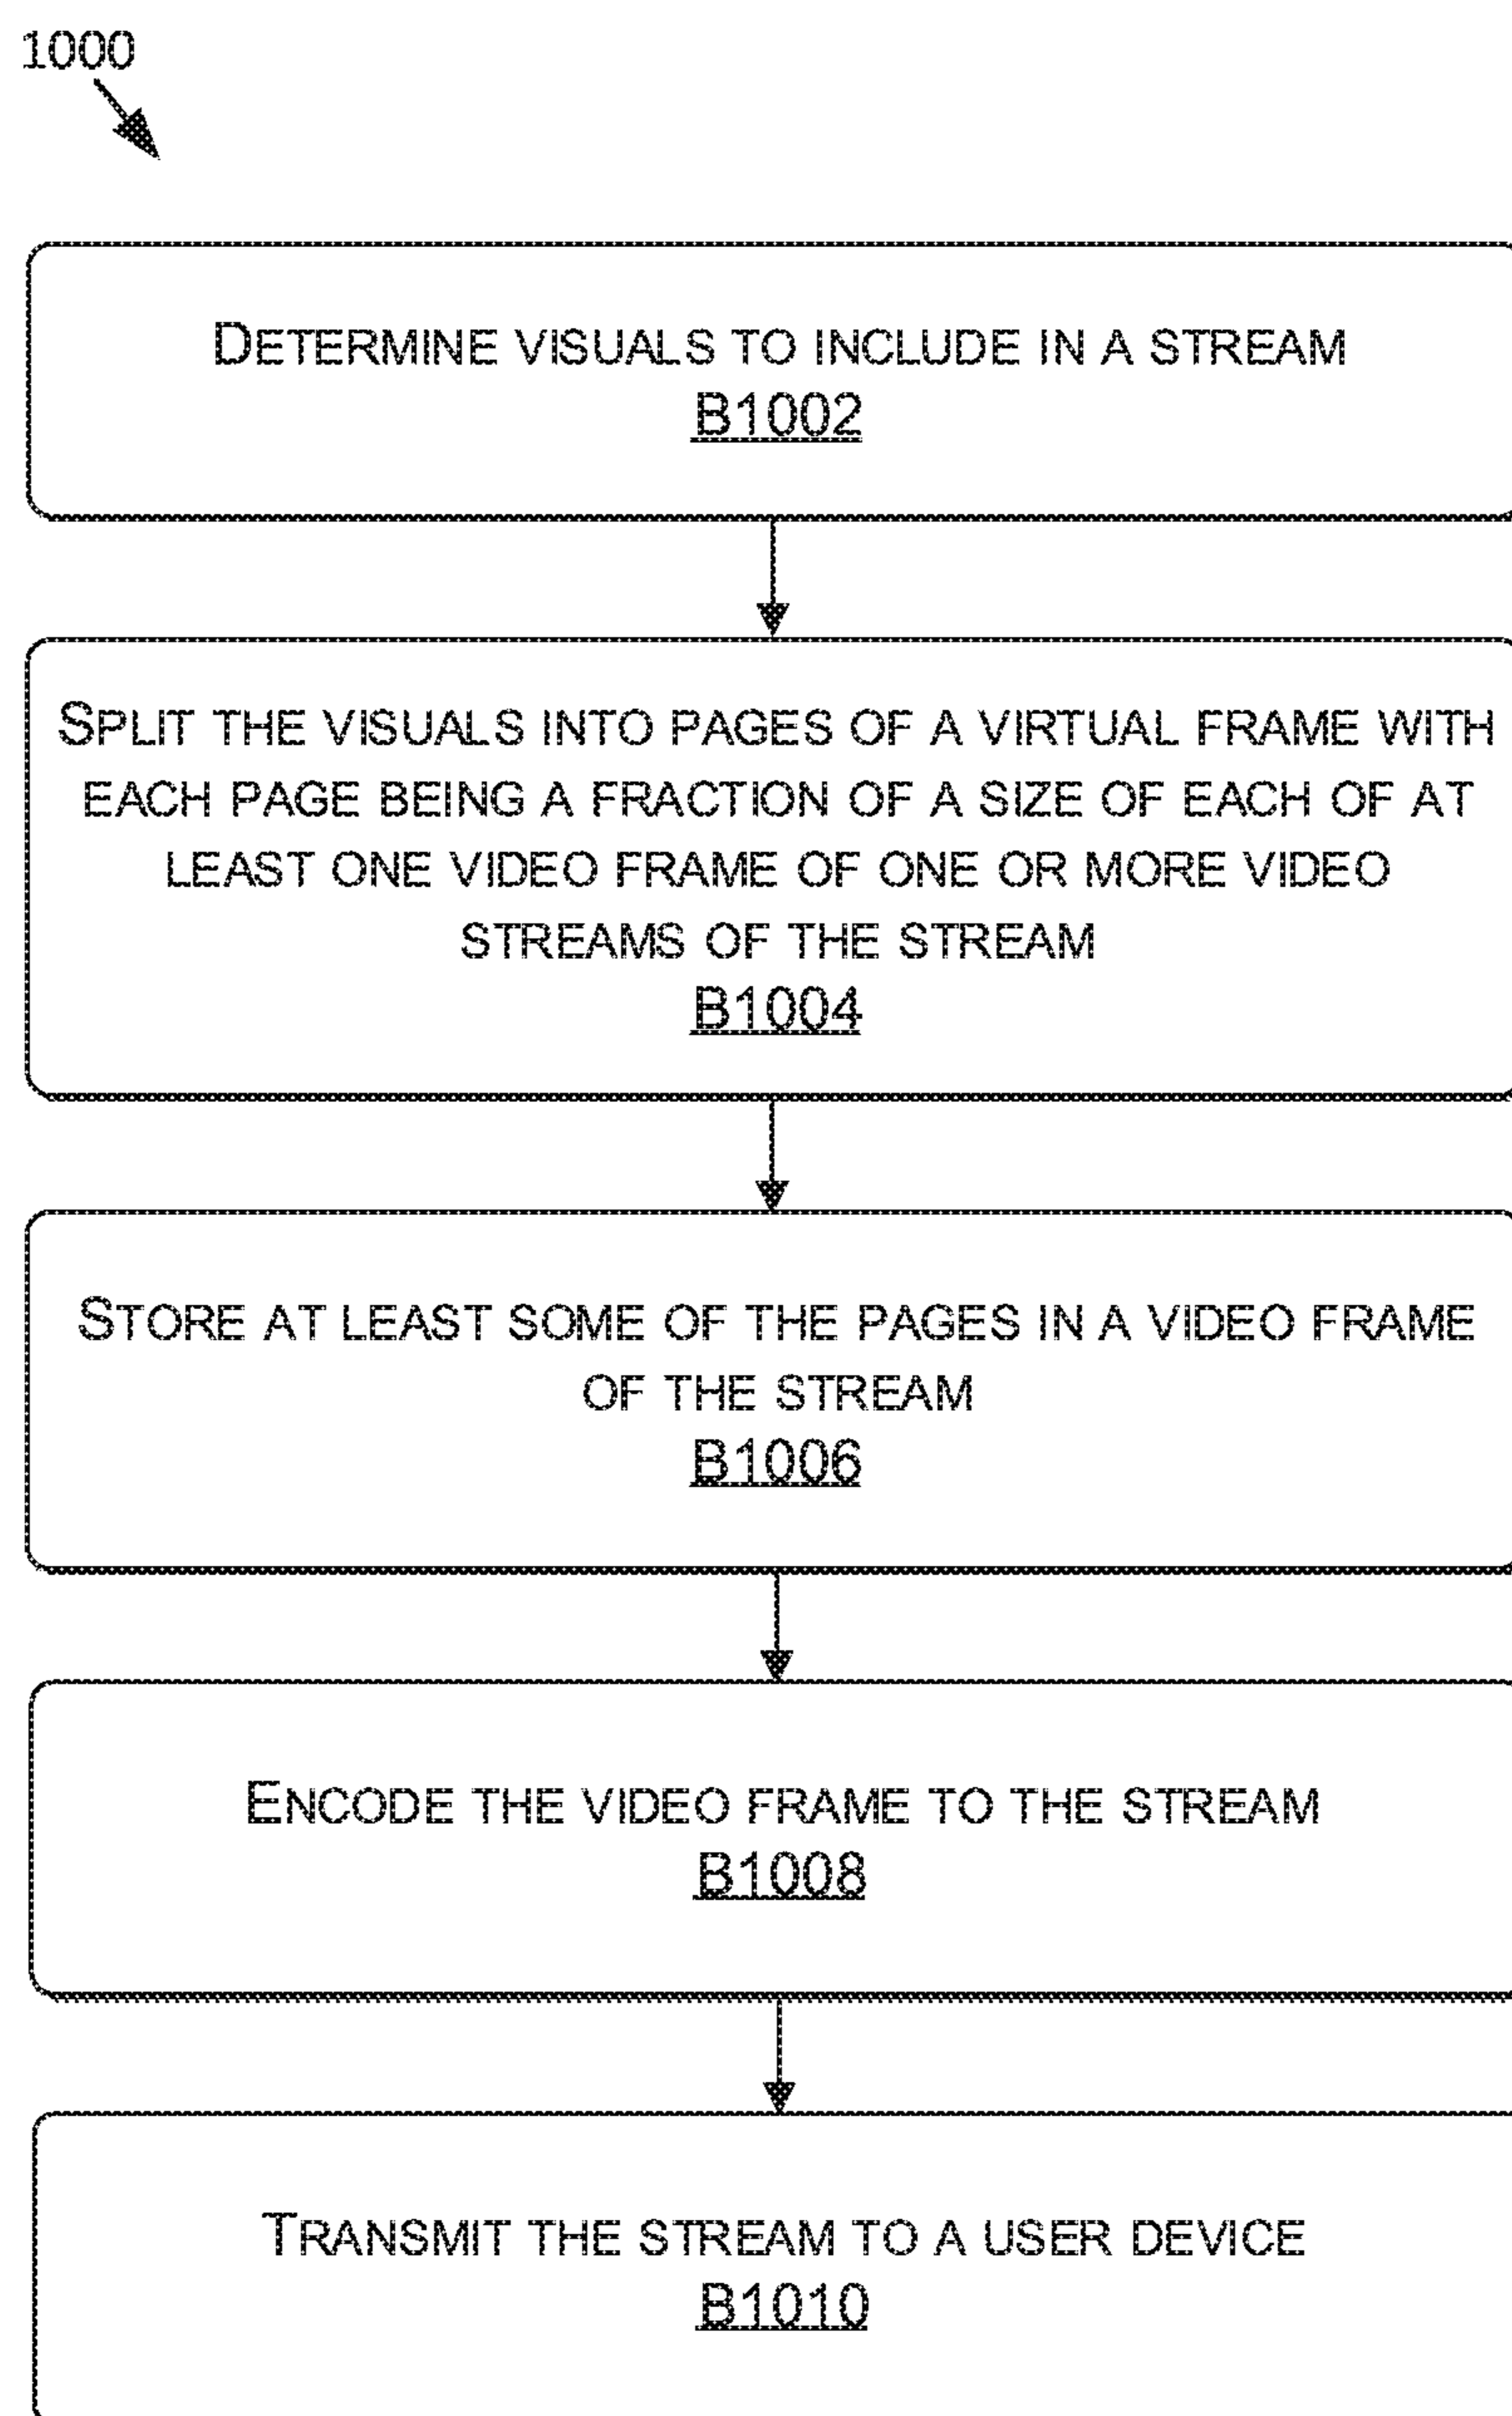 1000
DETERMINE VISUALS TO INCLUDE IN A STREAM
B1002
SPLIT THE VISUALS INTO PAGES OF A VIRTUAL FRAME WITH
EACH PAGE BEING A FRACTION OF A SIZE OF EACH OF AT
LEAST ONE VIDEO FRAME OF ONE OR MORE VIDEO
STREAMS OF THE STREAM
B1004
STORE AT LEAST SOME OF THE PAGES IN A VIDEO FRAME
OF THE STREAM
B1006
ENCODE THE VIDEO FRAME TO THE STREAM
B1008
TRANSMIT THE STREAM TO A USER DEVICE
B1010